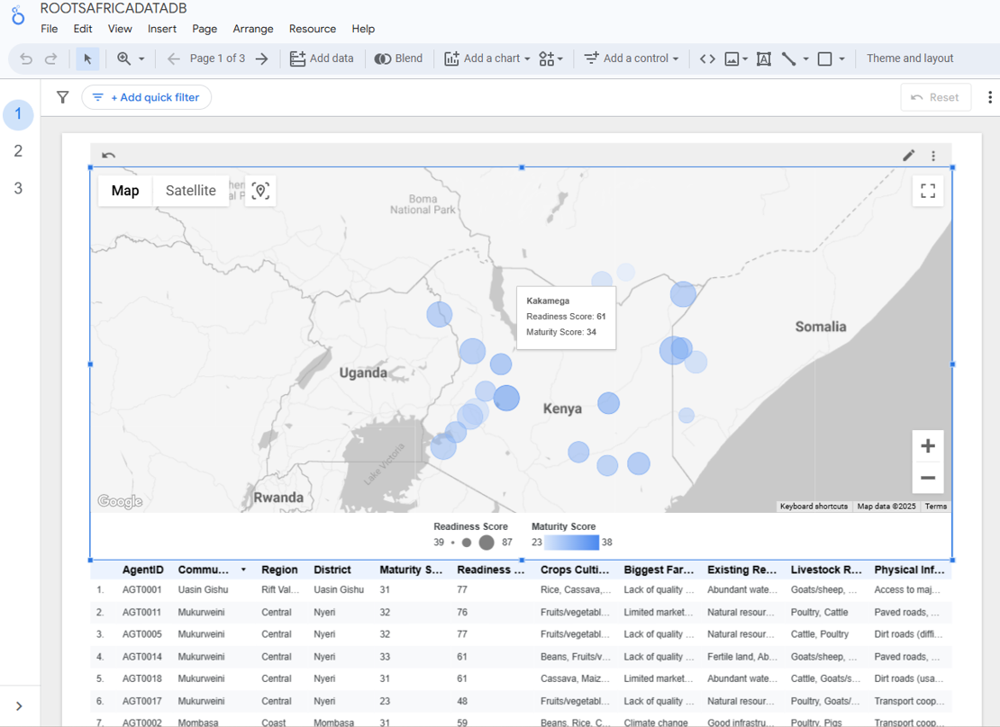 ROOTSAFRICADATADB
File Edit View Insert Page Arrange Resource Help
Page 1 of 3 Add data Blend Add a chart Add a control Theme and layout
+ Add quick filter Reset
1
2
3
Map Satellite
Boma
National Park
Kakamega
Readiness Score: 61
Maturity Score: 34
Somalia
Uganda
Kenya
Lake Victoria
Rwanda
Google
Keyboard shortcuts Map data ©2025 Terms
Readiness Score Maturity Score
39 87 23 38
AgentID Commu... Region District Maturity S... Readiness ... Crops Culti... Biggest Far... Existing Re... Livestock R... Physical Inf...
1. AGT0001 Uasin Gishu Rift Val... Uasin Gishu 31 77 Rice, Cassava,... Lack of quality ... Abundant wate... Goats/sheep, ... Access to maj...
2. AGT0011 Mukurweini Central Nyeri 32 76 Fruits/vegetabl... Limited market... Natural resour... Poultry, Cattle Paved roads, ...
3. AGT0005 Mukurweini Central Nyeri 32 77 Fruits/vegetabl... Lack of quality ... Natural resour... Cattle, Poultry Dirt roads (diffi...
4. AGT0014 Mukurweini Central Nyeri 33 61 Beans, Fruits/v... Lack of quality ... Fertile land, Ab... Goats/sheep, ... Paved roads, ...
5. AGT0018 Mukurweini Central Nyeri 31 61 Cassava, Maiz... Limited market... Abundant wate... Cattle, Goats/s... Dirt roads (usa...
6. AGT0017 Mukurweini Central Nyeri 23 48 Fruits/vegetabl... Lack of quality ... Natural resour... Poultry, Goats/... Transport coop...
7. AGT0002 Mombasa Coast Mombasa 31 59 Beans, Rice, C... Climate change Good infrastru... Poultry, Pigs Transport coop...